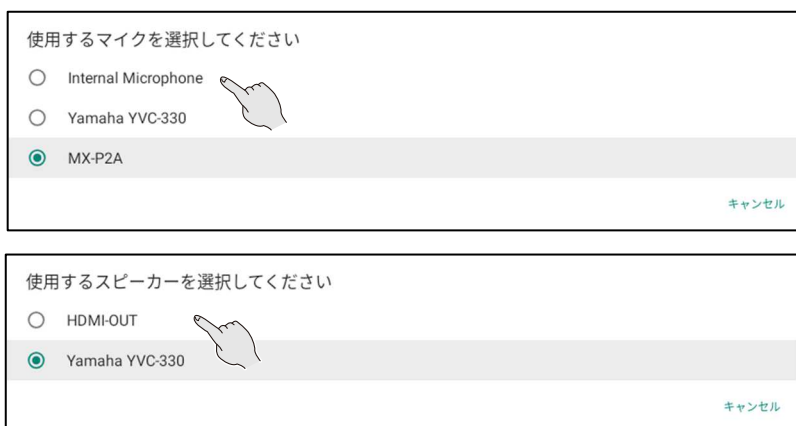 使用するマイクを選択してください
Internal Microphone
Yamaha YVC-330
MX-P2A
キャンセル
使用するスピーカーを選択してください
HDMI-OUT
Yamaha YVC-330
キャンセル